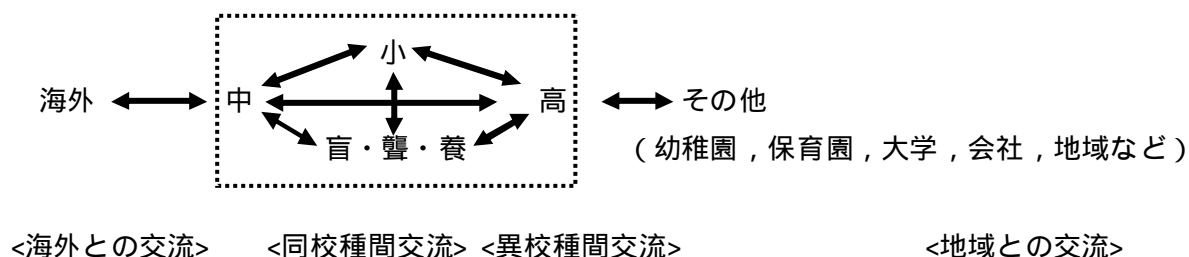 小
海外 中 高 その他
盲・聾・養 （幼稚園，保育園，大学，会社，地域など）
<海外との交流> <同校種間交流> <異校種間交流> <地域との交流>